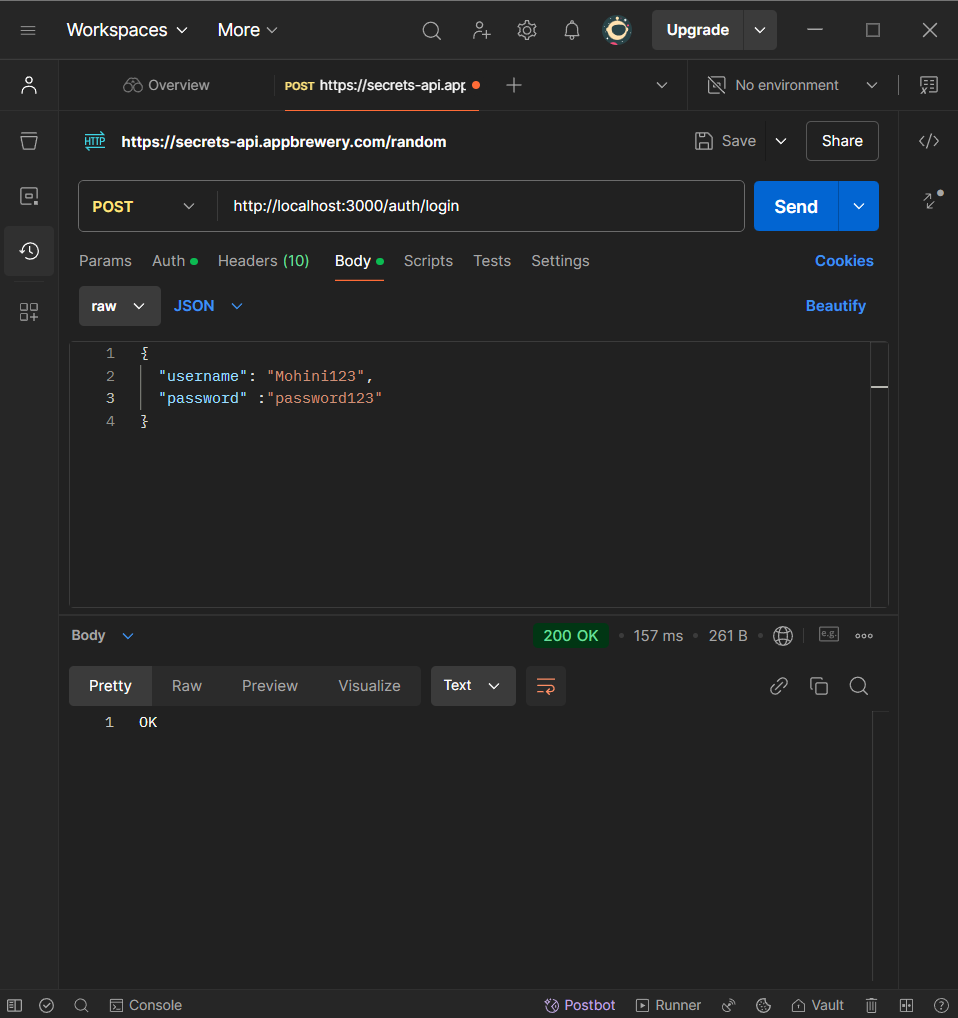 Workspaces More Upgrade
Overview POST https://secrets-api.app No environment
HTTP https://secrets-api.appbrewery.com/random Save Share
POST http://localhost:3000/auth/login Send
Params Auth Headers (10) Body Scripts Tests Settings Cookies
raw JSON Beautify
1 {
2 "username": "Mohini123",
3 "password" :"password123"
4 }
Body 200 OK 157 ms 261 B e.g.
Pretty Raw Preview Visualize Text
1 OK
Console Postbot Runner Vault